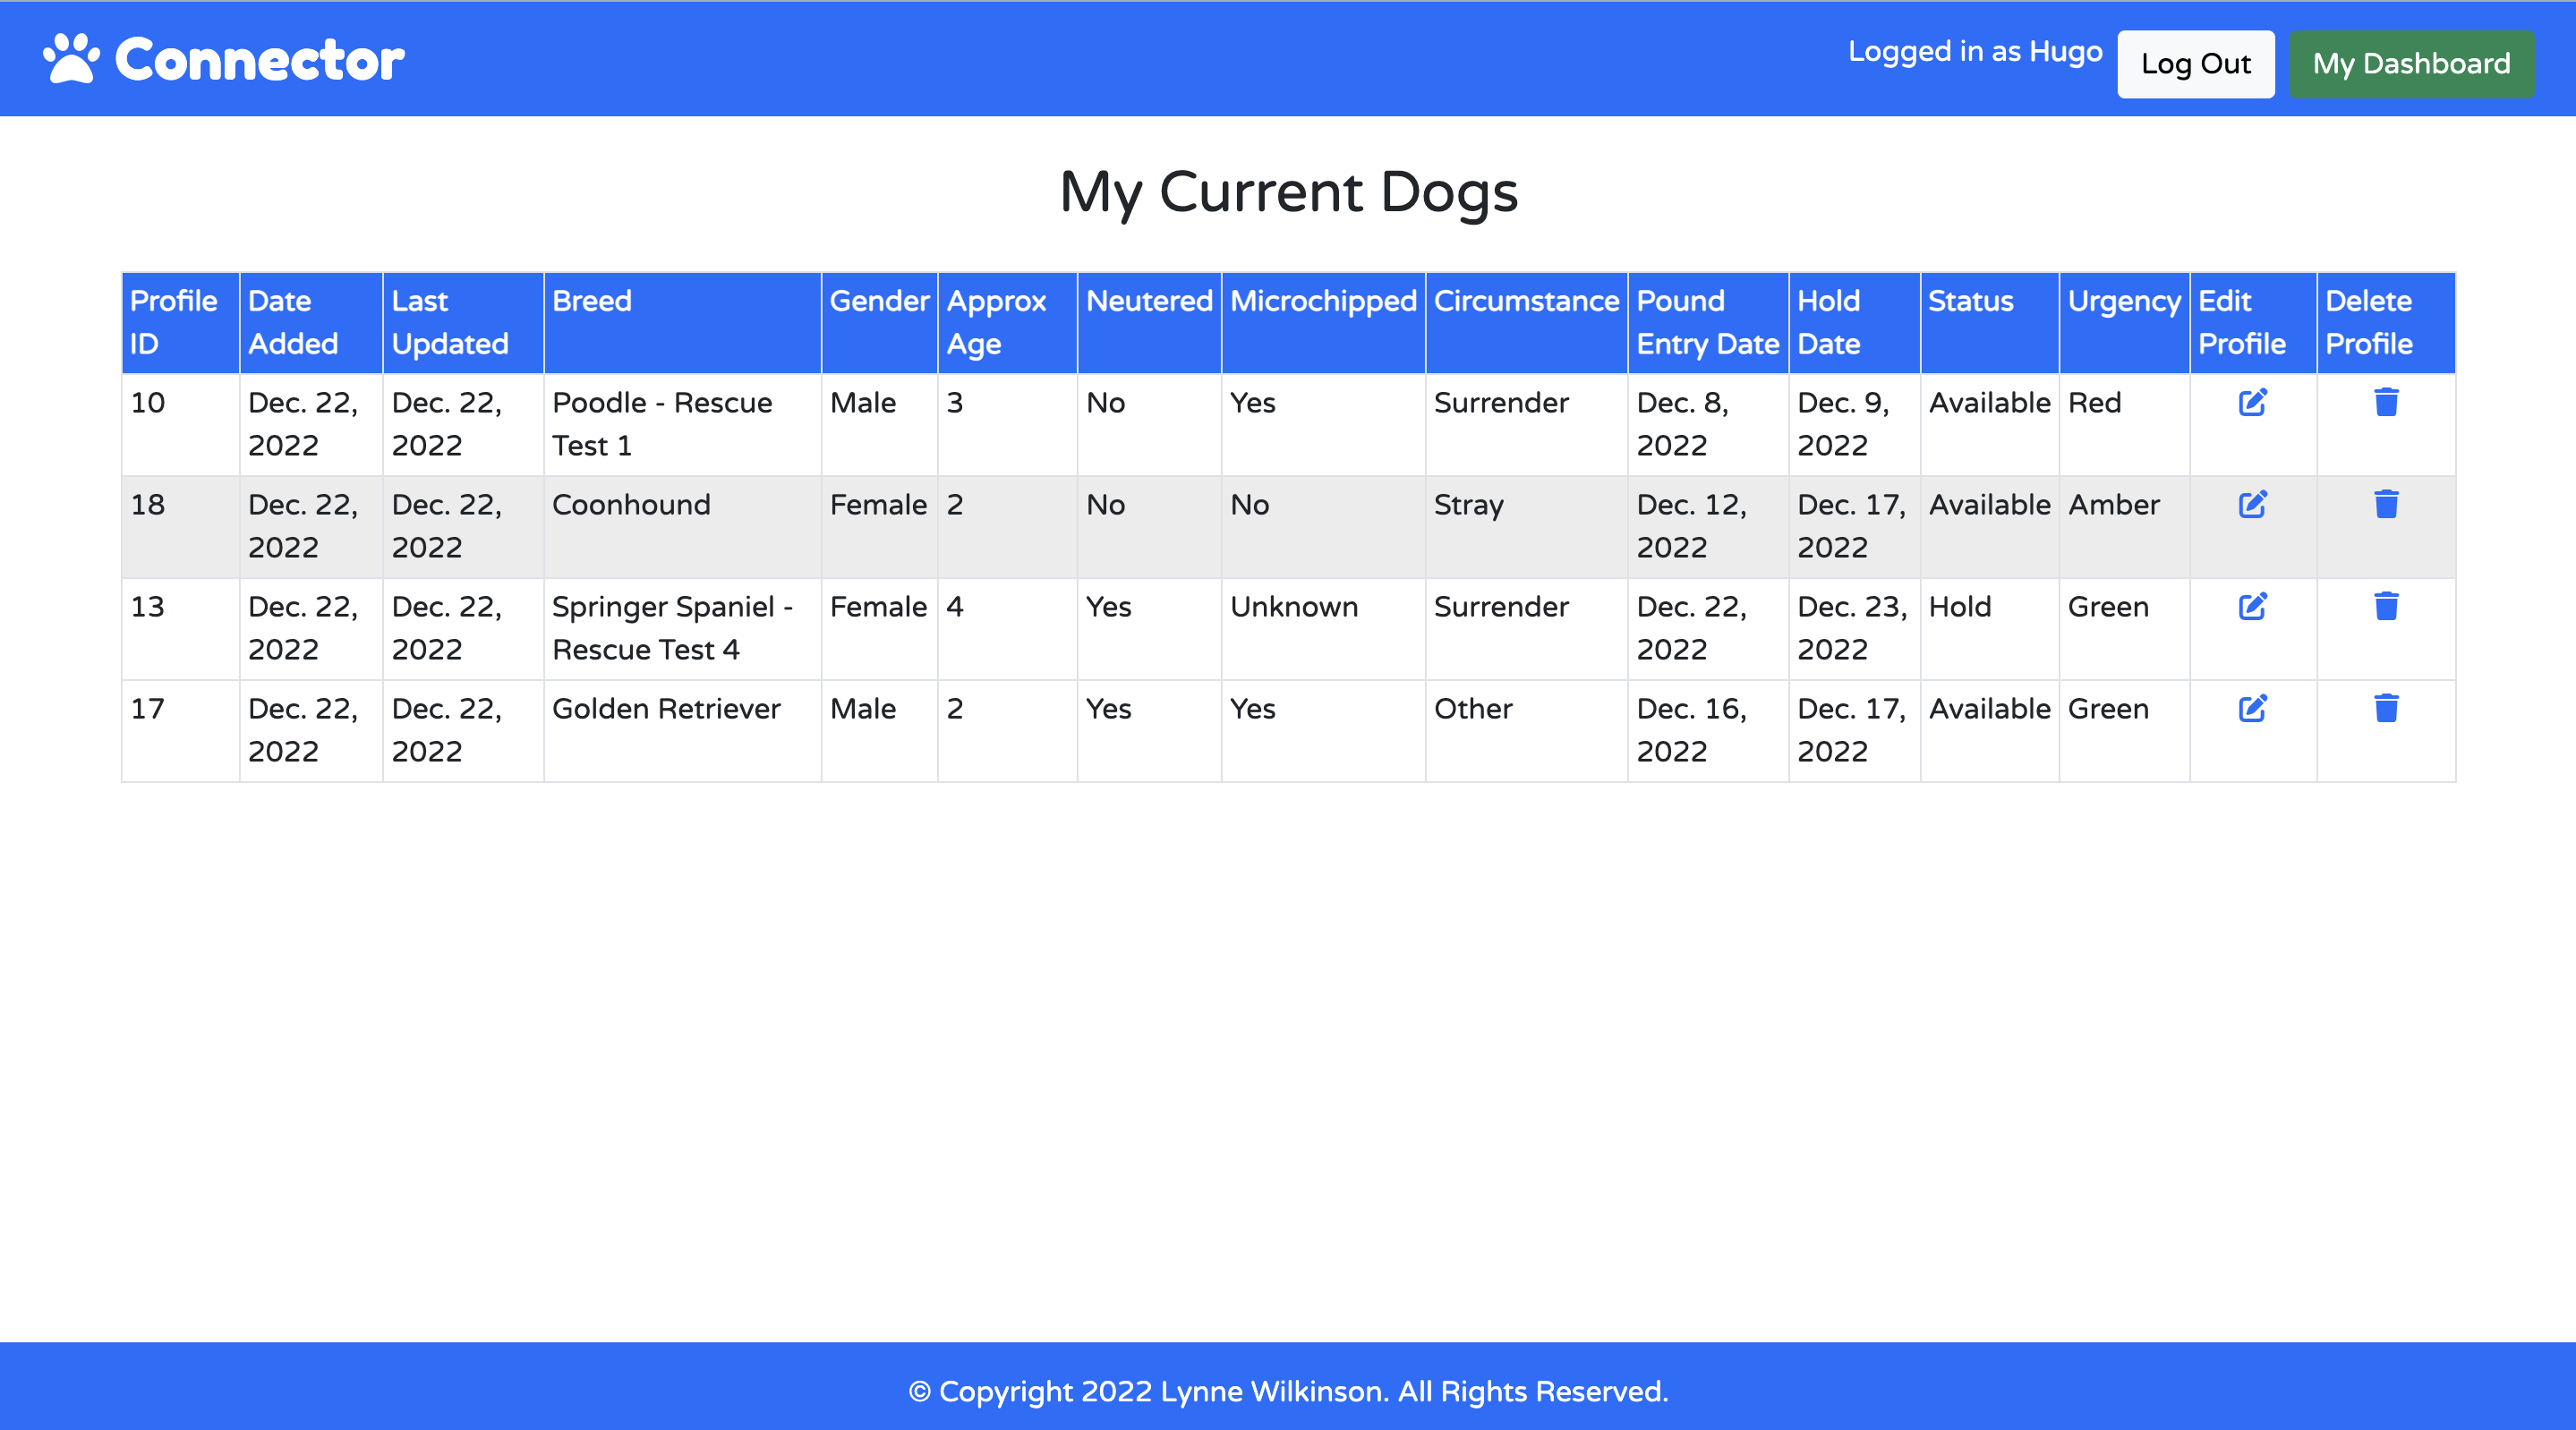 Connector
Logged in as Hugo
Log Out
My Dashboard
My Current Dogs
Profile ID Date Added Last Updated Breed Gender Approx Age Neutered Microchipped Circumstance Pound Entry Date Hold Date Status Urgency Edit Profile Delete Profile
10 Dec. 22, 2022 Dec. 22, 2022 Poodle - Rescue Test 1 Male 3 No Yes Surrender Dec. 8, 2022 Dec. 9, 2022 Available Red
18 Dec. 22, 2022 Dec. 22, 2022 Coonhound Female 2 No No Stray Dec. 12, 2022 Dec. 17, 2022 Available Amber
13 Dec. 22, 2022 Dec. 22, 2022 Springer Spaniel - Rescue Test 4 Female 4 Yes Unknown Surrender Dec. 22, 2022 Dec. 23, 2022 Hold Green
17 Dec. 22, 2022 Dec. 22, 2022 Golden Retriever Male 2 Yes Yes Other Dec. 16, 2022 Dec. 17, 2022 Available Green
© Copyright 2022 Lynne Wilkinson. All Rights Reserved.